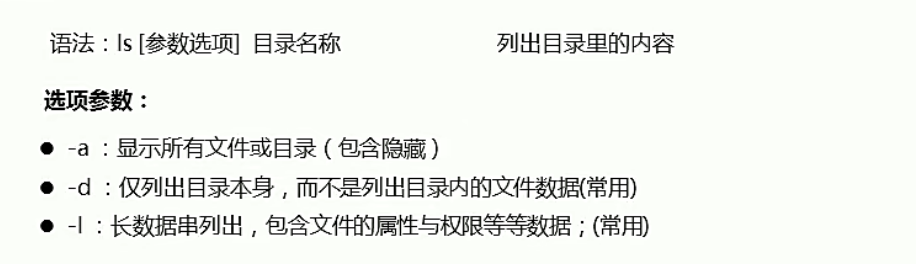 语法：ls [参数选项]  目录名称  列出目录里的内容
选项参数：
● -a ：显示所有文件或目录（包含隐藏）
● -d ：仅列出目录本身，而不是列出目录内的文件数据(常用)
● -l ：长数据串列出，包含文件的属性与权限等等数据；(常用)